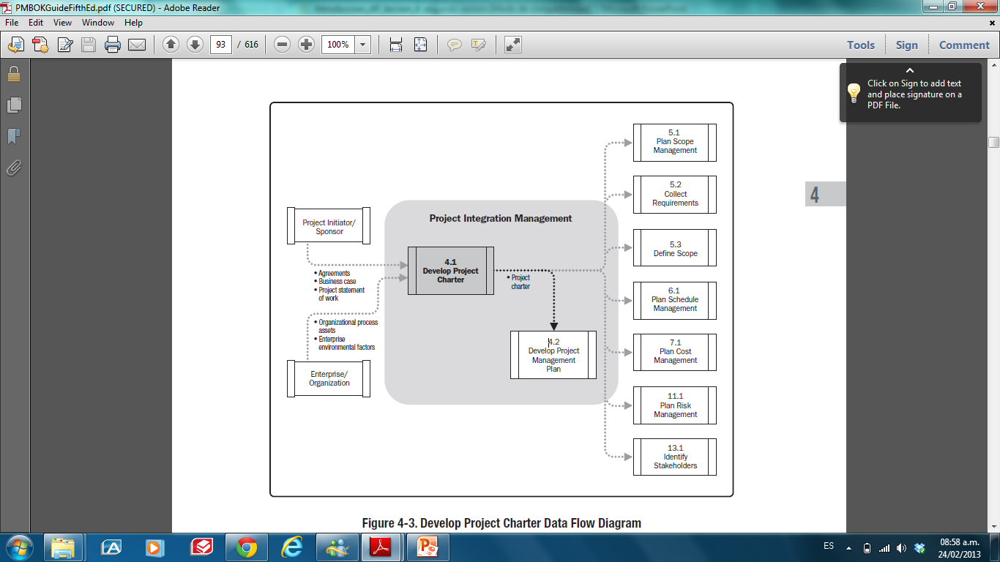 PMBOKGuideFifthEd.pdf (SECURED) - Adobe Reader
File Edit View Window Help
93 / 616
100%
Tools Sign Comment
Click on Sign to add text
and place signature on a
PDF File.
4
Project Initiator/
Sponsor
• Agreements
• Business case
• Project statement
of work
• Organizational process
assets
• Enterprise
environmental factors
Enterprise/
Organization
Project Integration Management
4.1
Develop Project
Charter
• Project
charter
4.2
Develop Project
Management
Plan
5.1
Plan Scope
Management
5.2
Collect
Requirements
5.3
Define Scope
6.1
Plan Schedule
Management
7.1
Plan Cost
Management
11.1
Plan Risk
Management
13.1
Identify
Stakeholders
Figure 4-3. Develop Project Charter Data Flow Diagram
ES
08:58 a.m.
24/02/2013